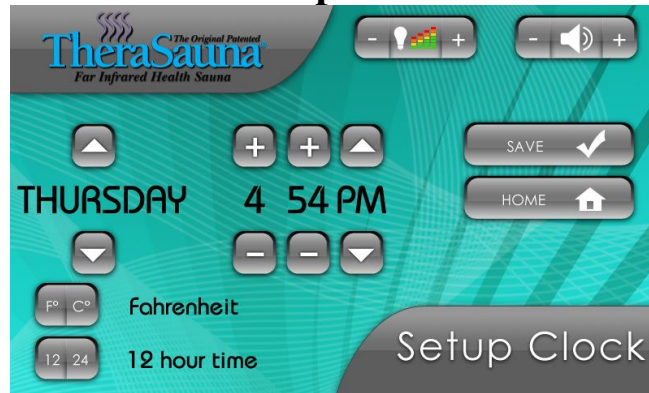 The Original Patented
TheraSauna
Far Infrared Health Sauna
- +
- +
+ +
SAVE
THURSDAY 4 54 PM
HOME
- -
F° C° Fahrenheit
12 24 12 hour time
Setup Clock